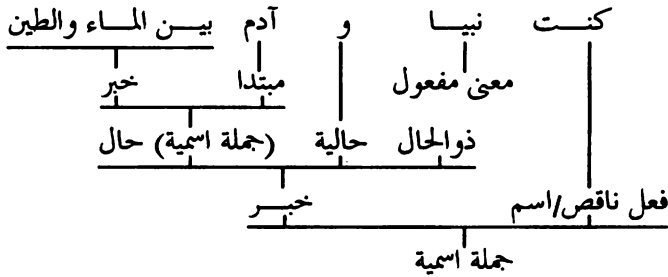 كنت نبيا و آدم بين الماء والطين
معنى مفعول مبتدا خبر
ذوالحال حالية (جملة اسمية) حال
فعل ناقص/اسم خبر
جملة اسمية